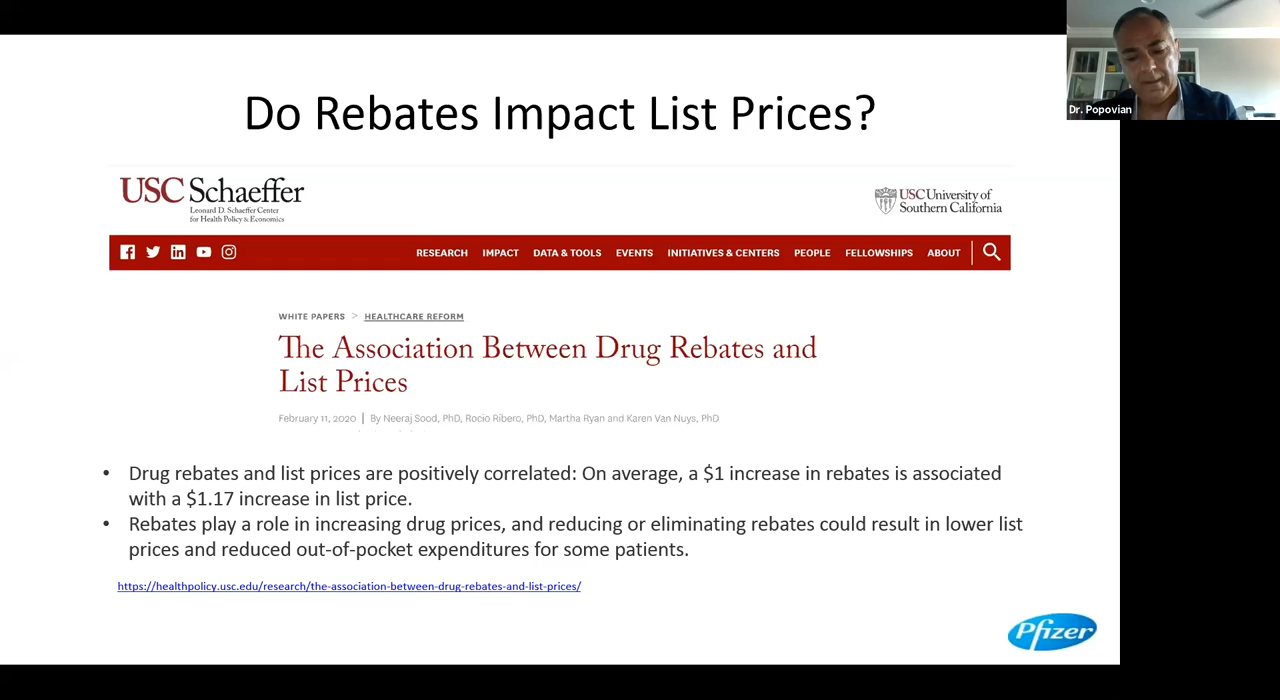 Dr. Popovian
Do Rebates Impact List Prices?
USC Schaeffer
Leonard D. Schaeffer Center
for Health Policy & Economics
USC University of
Southern California
RESEARCH IMPACT DATA & TOOLS EVENTS INITIATIVES & CENTERS PEOPLE FELLOWSHIPS ABOUT
WHITE PAPERS > HEALTHCARE REFORM
The Association Between Drug Rebates and
List Prices
February 11, 2020 | By Neeraj Sood, PhD, Rocio Ribero, PhD, Martha Ryan and Karen Van Nuys, PhD
• Drug rebates and list prices are positively correlated: On average, a $1 increase in rebates is associated
with a $1.17 increase in list price.
• Rebates play a role in increasing drug prices, and reducing or eliminating rebates could result in lower list
prices and reduced out-of-pocket expenditures for some patients.
https://healthpolicy.usc.edu/research/the-association-between-drug-rebates-and-list-prices/
Pfizer